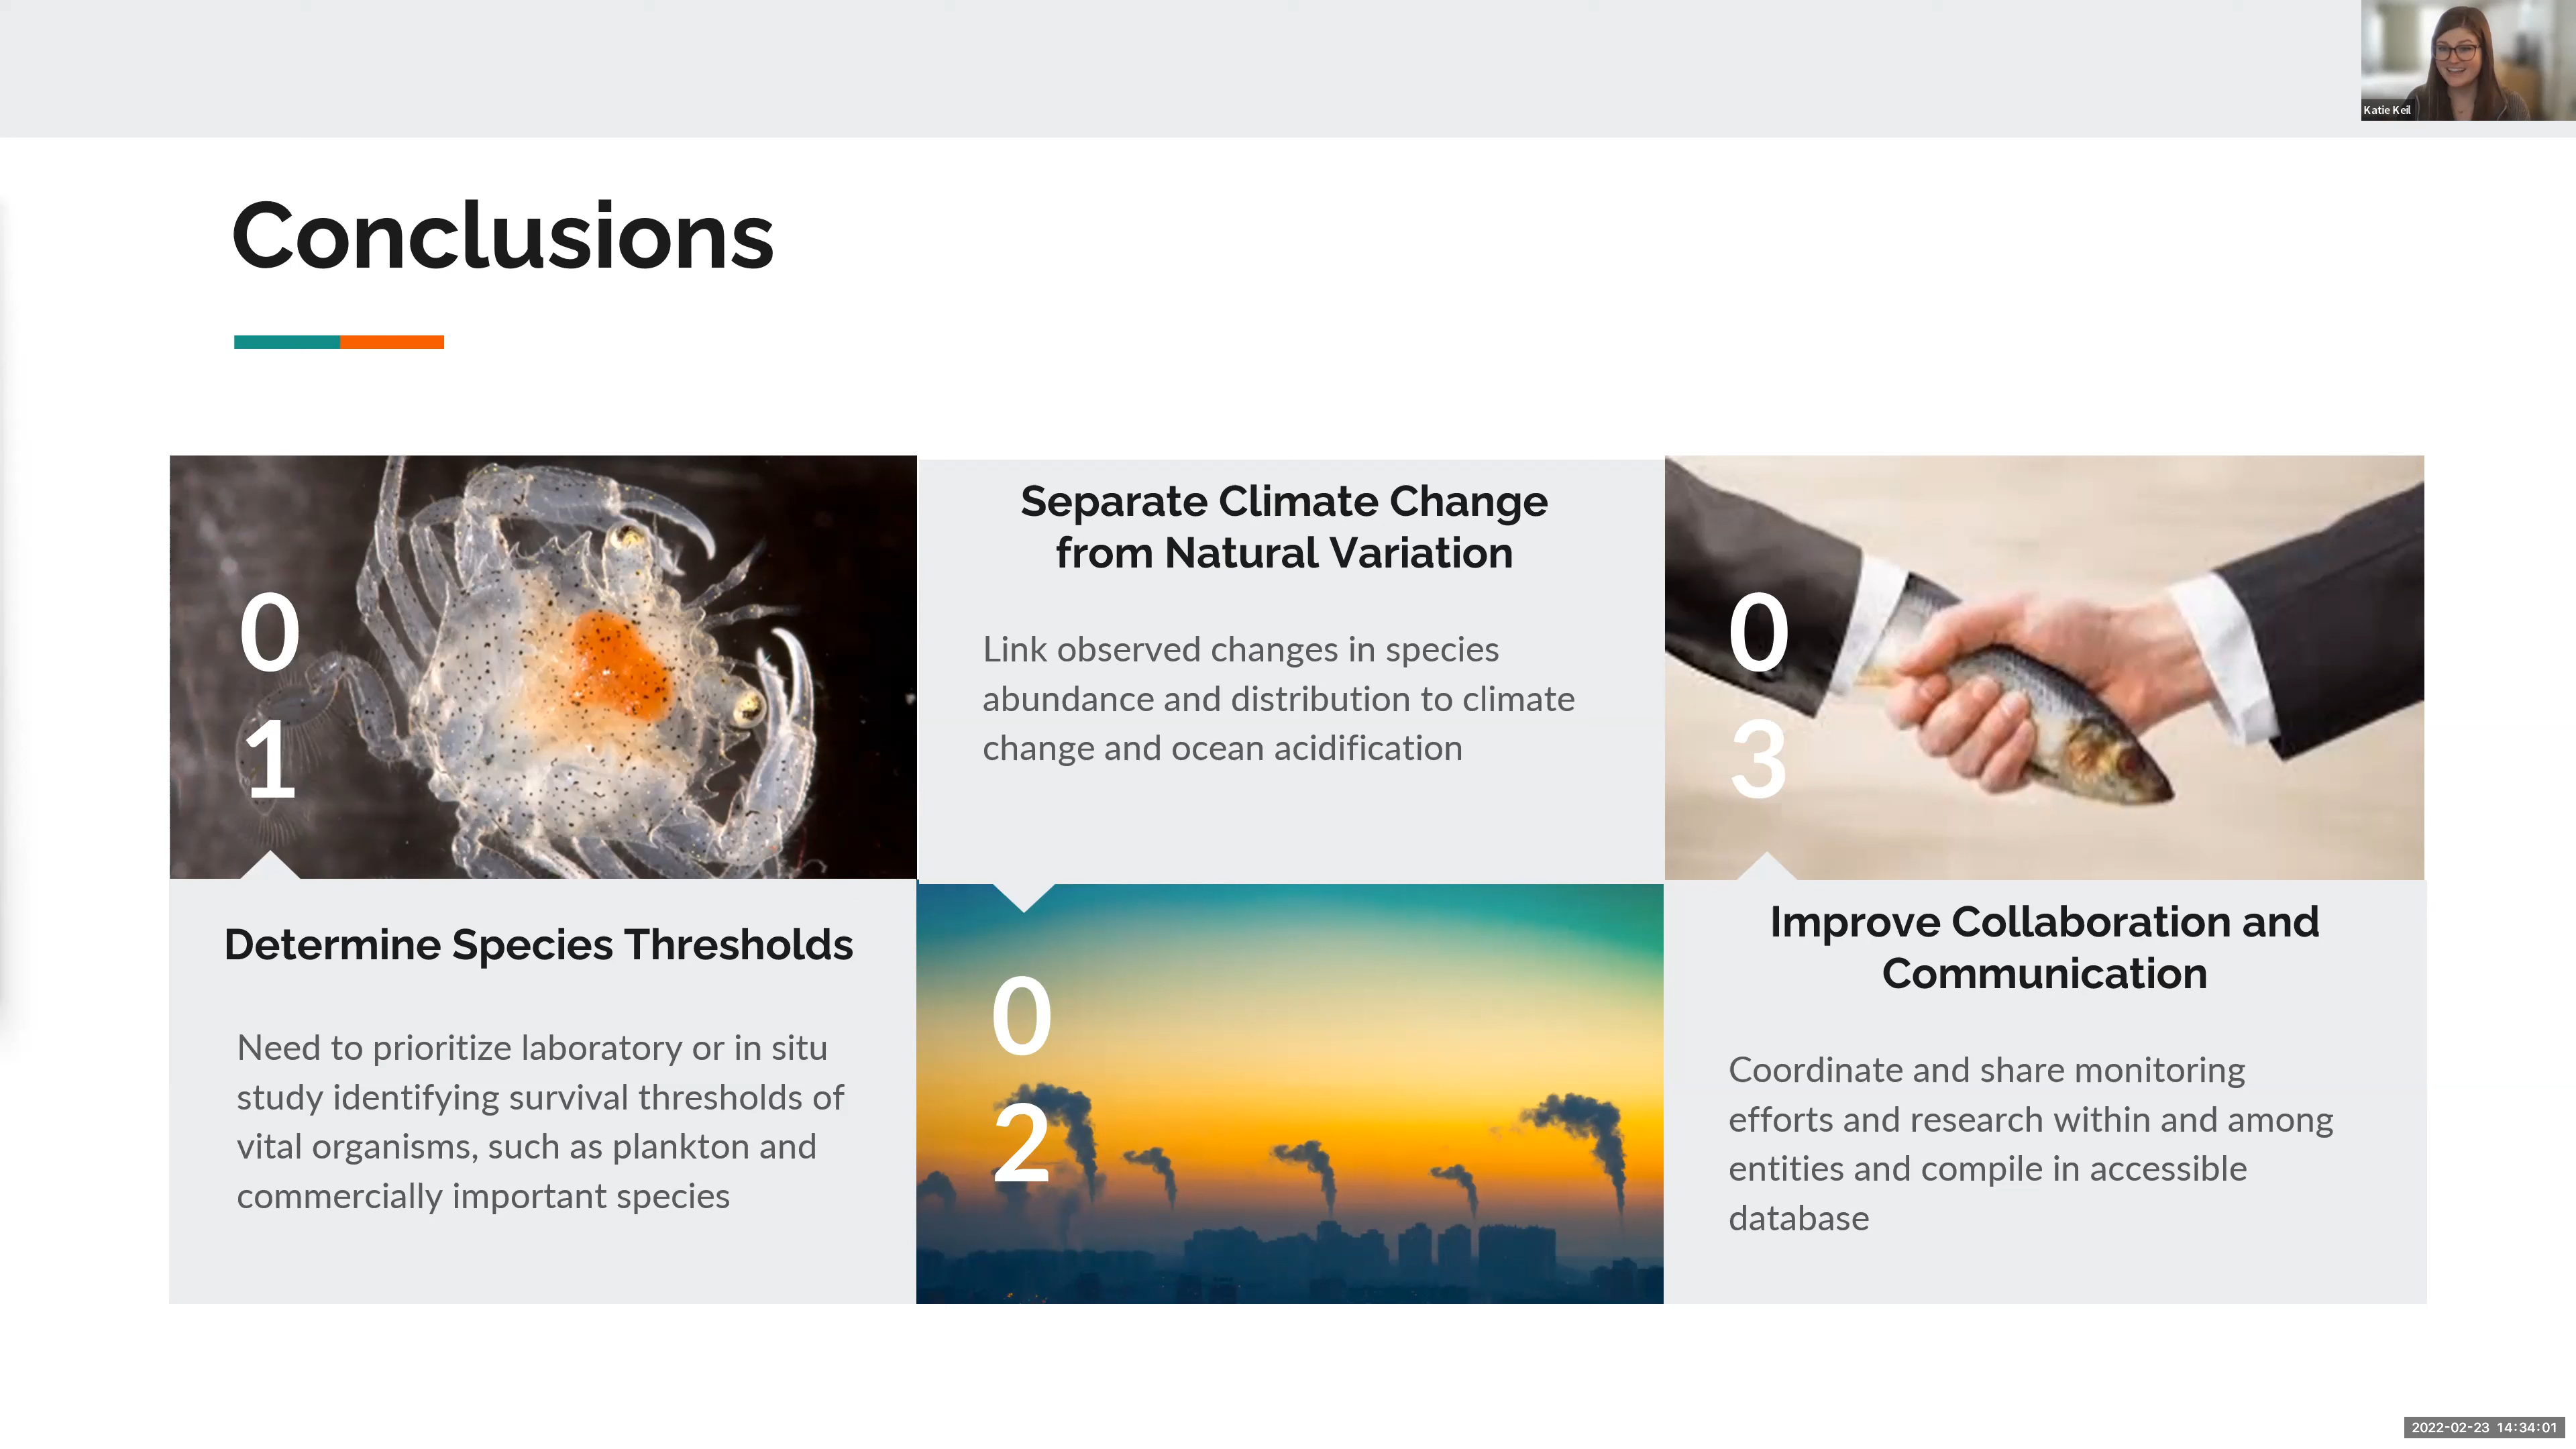 Katie Keil
Conclusions
0
1
Determine Species Thresholds
Need to prioritize laboratory or in situ
study identifying survival thresholds of
vital organisms, such as plankton and
commercially important species
Separate Climate Change
from Natural Variation
Link observed changes in species
abundance and distribution to climate
change and ocean acidification
0
2
0
3
Improve Collaboration and
Communication
Coordinate and share monitoring
efforts and research within and among
entities and compile in accessible
database
2022-02-23 14:34:01